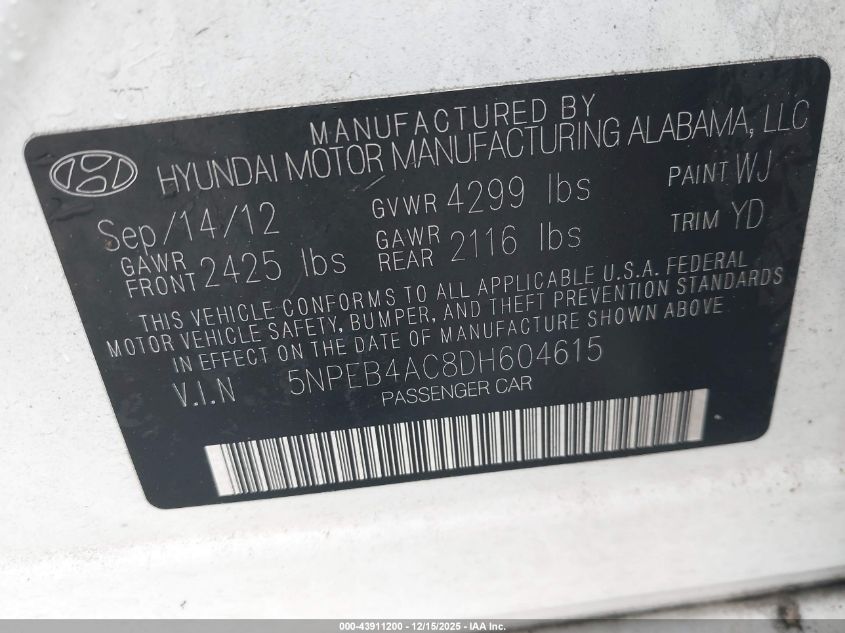 MANUFACTURED BY
HYUNDAI MOTOR MANUFACTURING ALABAMA, LLC
Sep/14/12 GVWR 4299 lbs PAINT WJ
GAWR FRONT 2425 lbs GAWR REAR 2116 lbs TRIM YD
THIS VEHICLE CONFORMS TO ALL APPLICABLE U.S.A. FEDERAL
MOTOR VEHICLE SAFETY, BUMPER, AND THEFT PREVENTION STANDARDS
IN EFFECT ON THE DATE OF MANUFACTURE SHOWN ABOVE
V.I.N 5NPEB4AC8DH604615
PASSENGER CAR
000-43911200 - 12/15/2025 - IAA Inc.